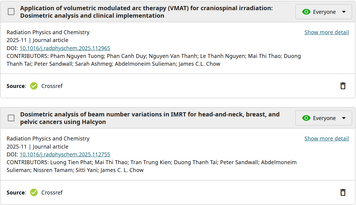 Application of volumetric modulated arc therapy (VMAT) for craniospinal irradiation:
Dosimetric analysis and clinical implementation
Everyone
Radiation Physics and Chemistry
Show more detail
2025-11 | Journal article
DOI: 10.1016/j.radphyschem.2025.112965
CONTRIBUTORS: Pham Nguyen Tuong; Phan Canh Duy; Nguyen Van Thanh; Le Thanh Nguyen; Mai Thi Thao; Duong
Thanh Tai; Peter Sandwall; Sarah Ashmeg; Abdelmoneim Suleiman; James C.L. Chow
Source: Crossref
Dosimetric analysis of beam number variations in IMRT for head-and-neck, breast, and
pelvic cancers using Halcyon
Everyone
Radiation Physics and Chemistry
Show more detail
2025-11 | Journal article
DOI: 10.1016/j.radphyschem.2025.112755
CONTRIBUTORS: Luong Tien Phat; Mai Thi Thao; Tran Trung Kien; Duong Thanh Tai; Peter Sandwall; Abdelmoneim
Sulieman; Nissren Tamam; Sitti Yani; James C. L. Chow
Source: Crossref